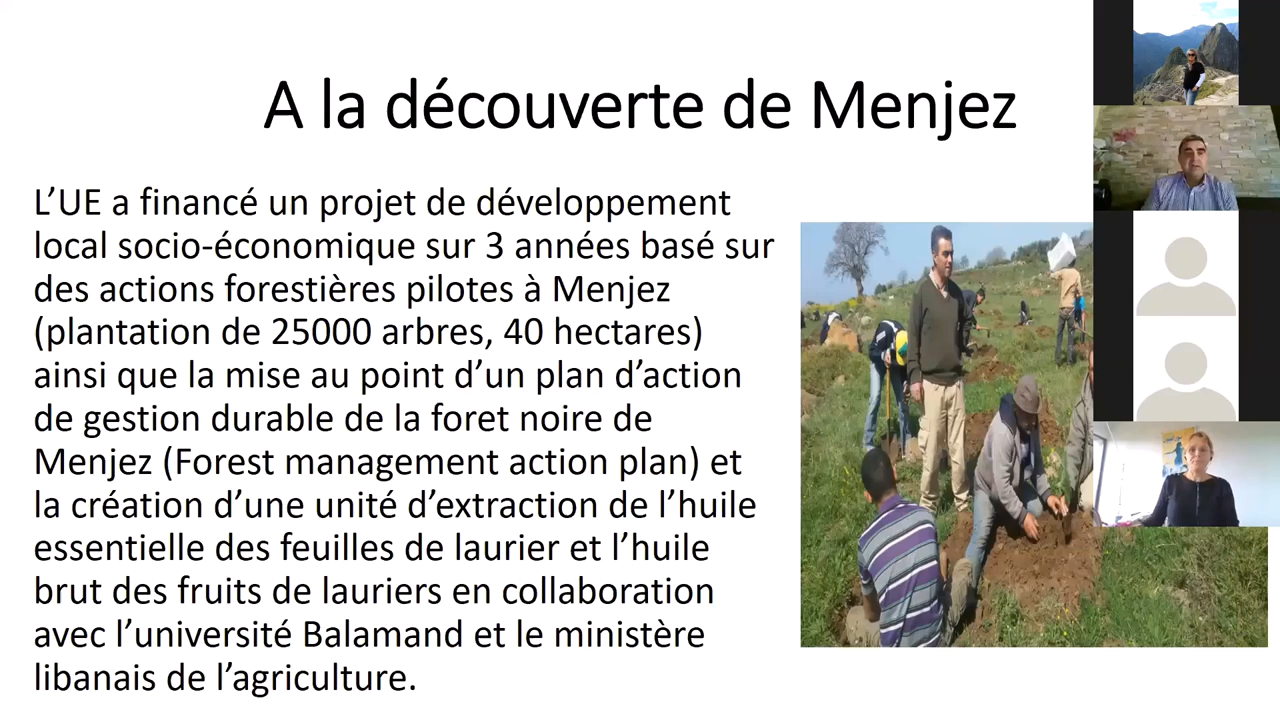 A la découverte de Menjez
L’UE a financé un projet de développement
local socio-économique sur 3 années basé sur
des actions forestières pilotes à Menjez
(plantation de 25000 arbres, 40 hectares)
ainsi que la mise au point d’un plan d’action
de gestion durable de la foret noire de
Menjez (Forest management action plan) et
la création d’une unité d’extraction de l’huile
essentielle des feuilles de laurier et l’huile
brut des fruits de lauriers en collaboration
avec l’université Balamand et le ministère
libanais de l’agriculture.